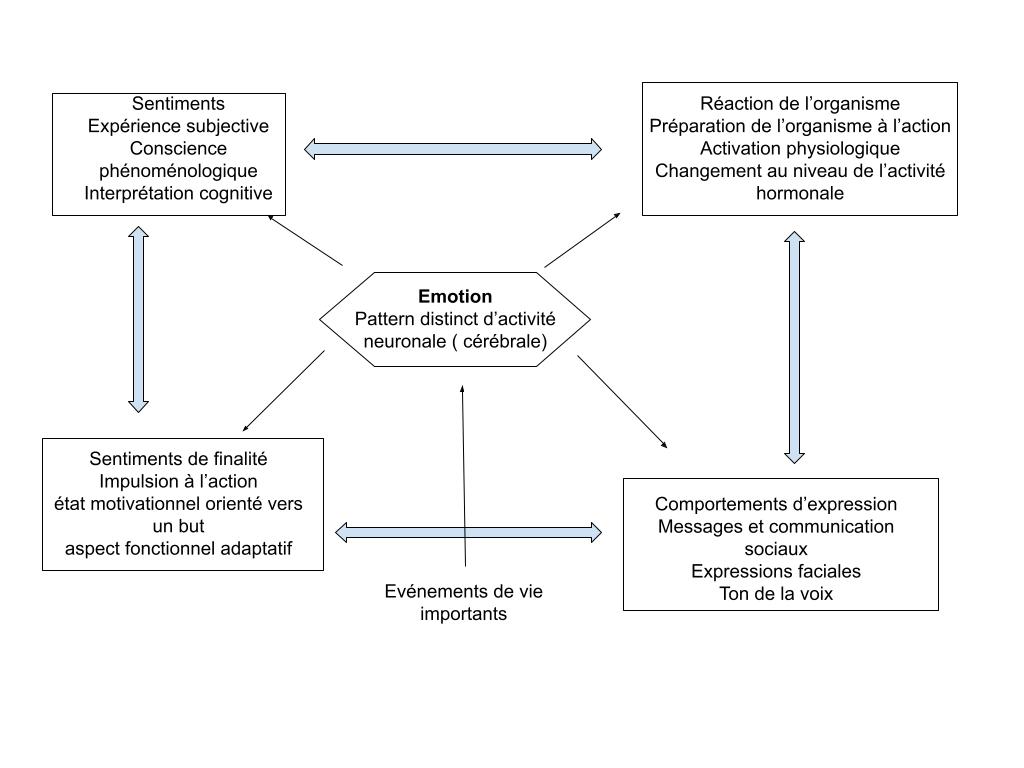 Sentiments
Expérience subjective
Conscience
phénoménologique
Interprétation cognitive
Réaction de l’organisme
Préparation de l’organisme à l’action
Activation physiologique
Changement au niveau de l’activité
hormonale
Emotion
Pattern distinct d’activité
neuronale ( cérébrale)
Sentiments de finalité
Impulsion à l’action
état motivationnel orienté vers
un but
aspect fonctionnel adaptatif
Comportements d’expression
Messages et communication
sociaux
Expressions faciales
Ton de la voix
Evénements de vie
importants